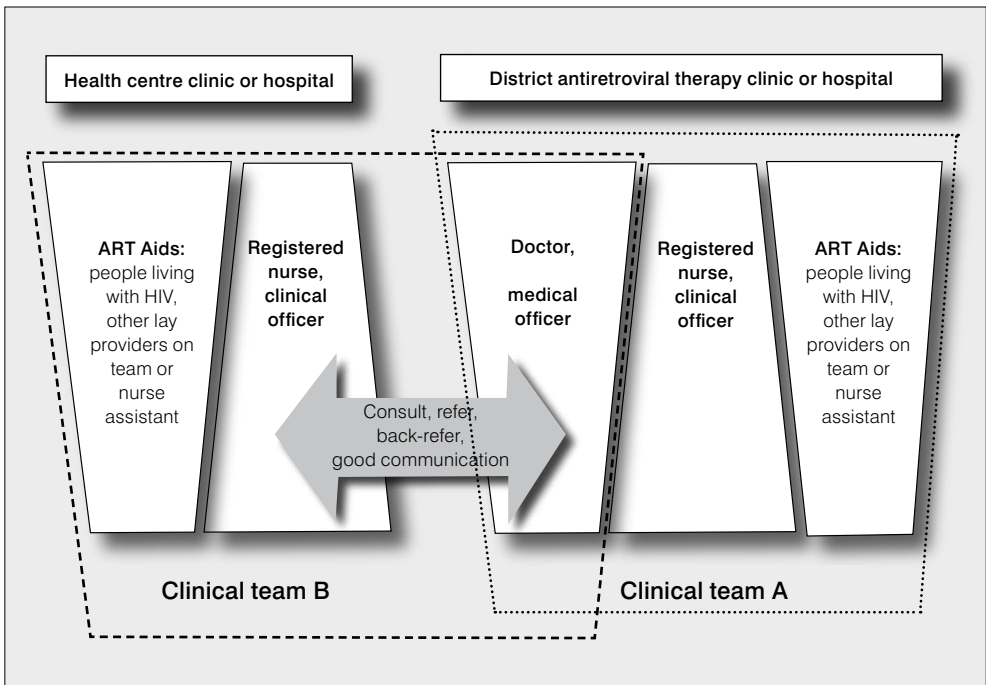 Health centre clinic or hospital
District antiretroviral therapy clinic or hospital
ART Aids:
people living
with HIV,
other lay
providers on
team or
nurse
assistant
Registered
nurse,
clinical
officer
Doctor,
medical
officer
Registered
nurse,
clinical
officer
ART Aids:
people living
with HIV,
other lay
providers on
team or
nurse
assistant
Consult, refer,
back-refer,
good communication
Clinical team B
Clinical team A